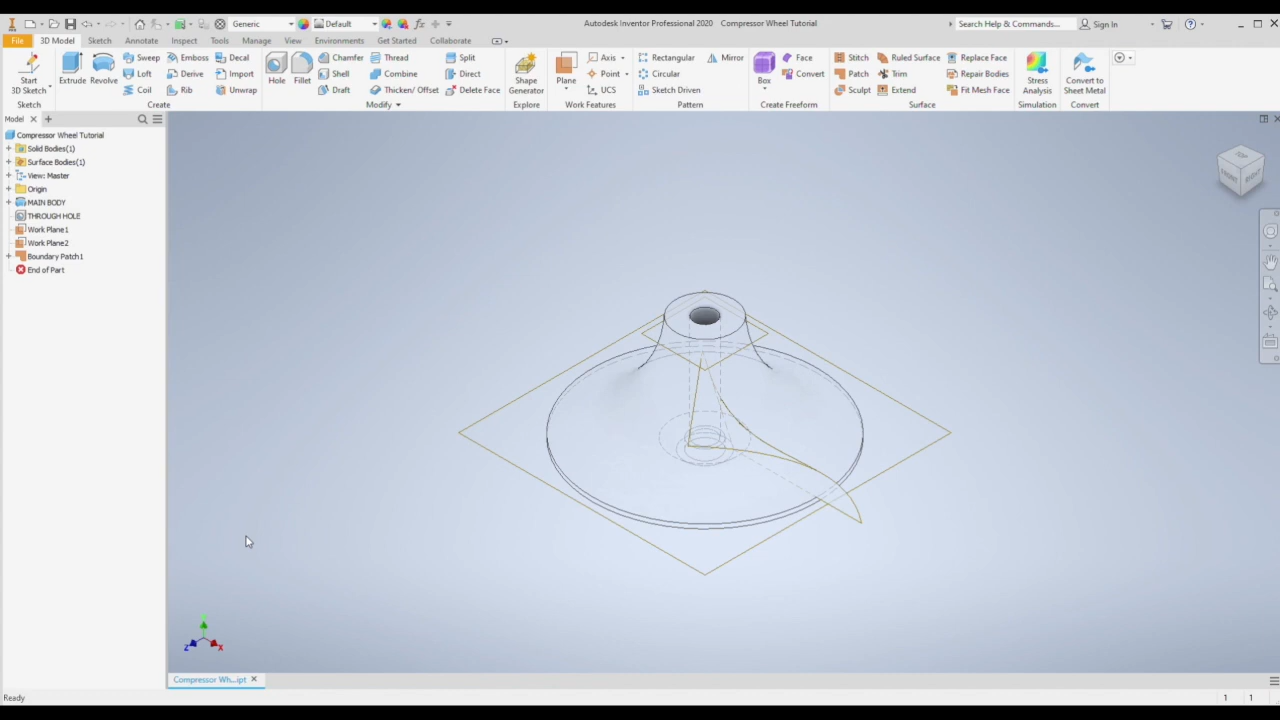 Generic
Default
fx
Autodesk Inventor Professional 2020 Compressor Wheel Tutorial
Search Help & Commands...
Sign In
File
3D Model
Sketch
Annotate
Inspect
Tools
Manage
View
Environments
Get Started
Collaborate
Start
3D Sketch
Sketch
Extrude
Revolve
Sweep
Emboss
Decal
Loft
Derive
Import
Coil
Rib
Unwrap
Create
Hole
Fillet
Chamfer
Thread
Split
Shell
Combine
Direct
Draft
Thicken/ Offset
Delete Face
Modify
Shape
Generator
Explore
Plane
Axis
Point
UCS
Work Features
Rectangular
Mirror
Circular
Sketch Driven
Pattern
Box
Face
Convert
Create Freeform
Stitch
Ruled Surface
Replace Face
Patch
Trim
Repair Bodies
Sculpt
Extend
Fit Mesh Face
Surface
Stress
Analysis
Simulation
Convert to
Sheet Metal
Convert
Model
Compressor Wheel Tutorial
Solid Bodies(1)
Surface Bodies(1)
View: Master
Origin
MAIN BODY
THROUGH HOLE
Work Plane1
Work Plane2
Boundary Patch1
End of Part
TOP
FRONT
RIGHT
Z
X
Compressor Wh...ipt
Ready
1 1